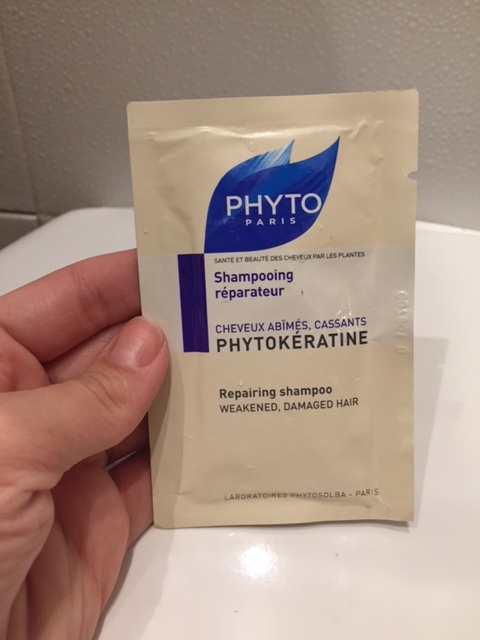 PHYTO
PARIS
SANTÉ ET BEAUTÉ DES CHEVEUX PAR LES PLANTES
Shampooing
réparateur
CHEVEUX ABÎMÉS, CASSANTS
PHYTOKÉRATINE
Repairing shampoo
WEAKENED, DAMAGED HAIR
LABORATOIRES PHYTOSOLBA - PARIS